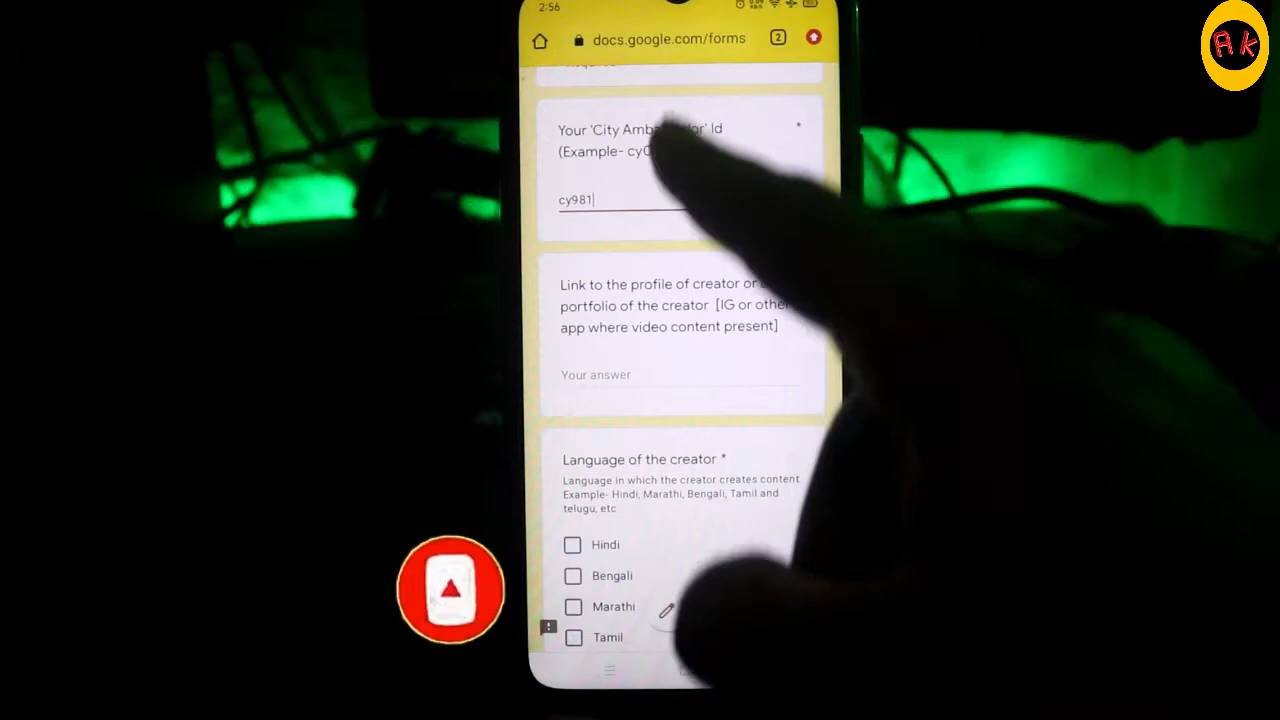 2:56
docs.google.com/forms
2
Ak
Your 'City Id
*
(Example-
cy981
Link to the profile of creator or
portfolio of the creator [IG or other
app where video content present]
Your answer
Language of the creator *
Language in which the creator creates content
Example- Hindi, Marathi, Bengali, Tamil and
telugu, etc
Hindi
Bengali
Marathi
Tamil